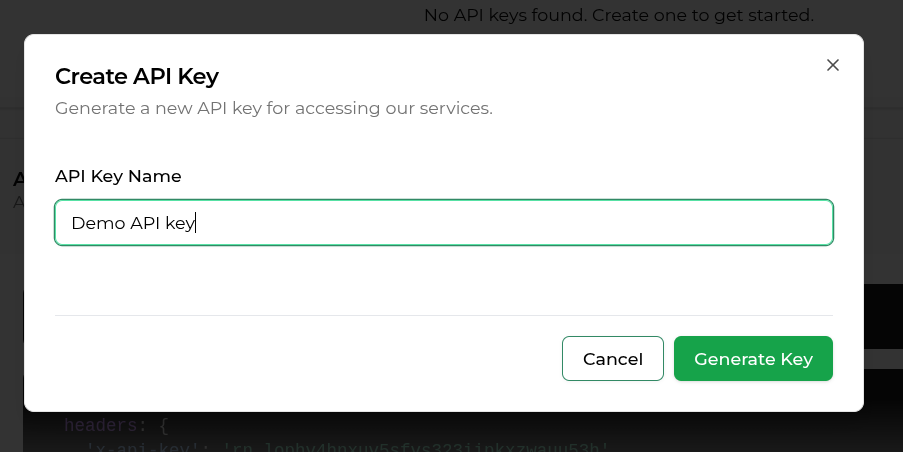 No API keys found. Create one to get started.
Create API Key
Generate a new API key for accessing our services.
API Key Name
Demo API key
Cancel
Generate Key
headers: {
'x-api-key':